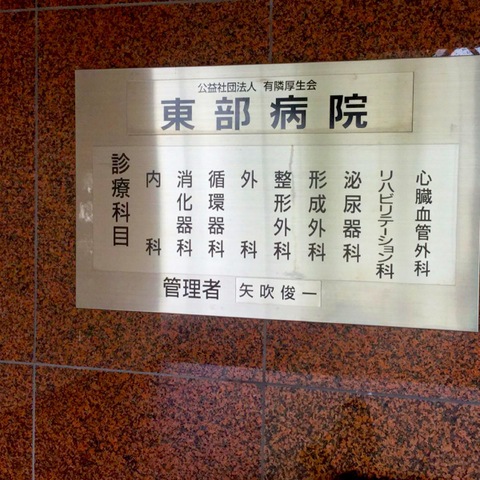 公益社団法人 有隣厚生会
東部病院
診療科目
内科
消化器科
循環器科
外科
整形外科
形成外科
泌尿器科
リハビリテーション科
心臓血管外科
管理者 矢吹俊一